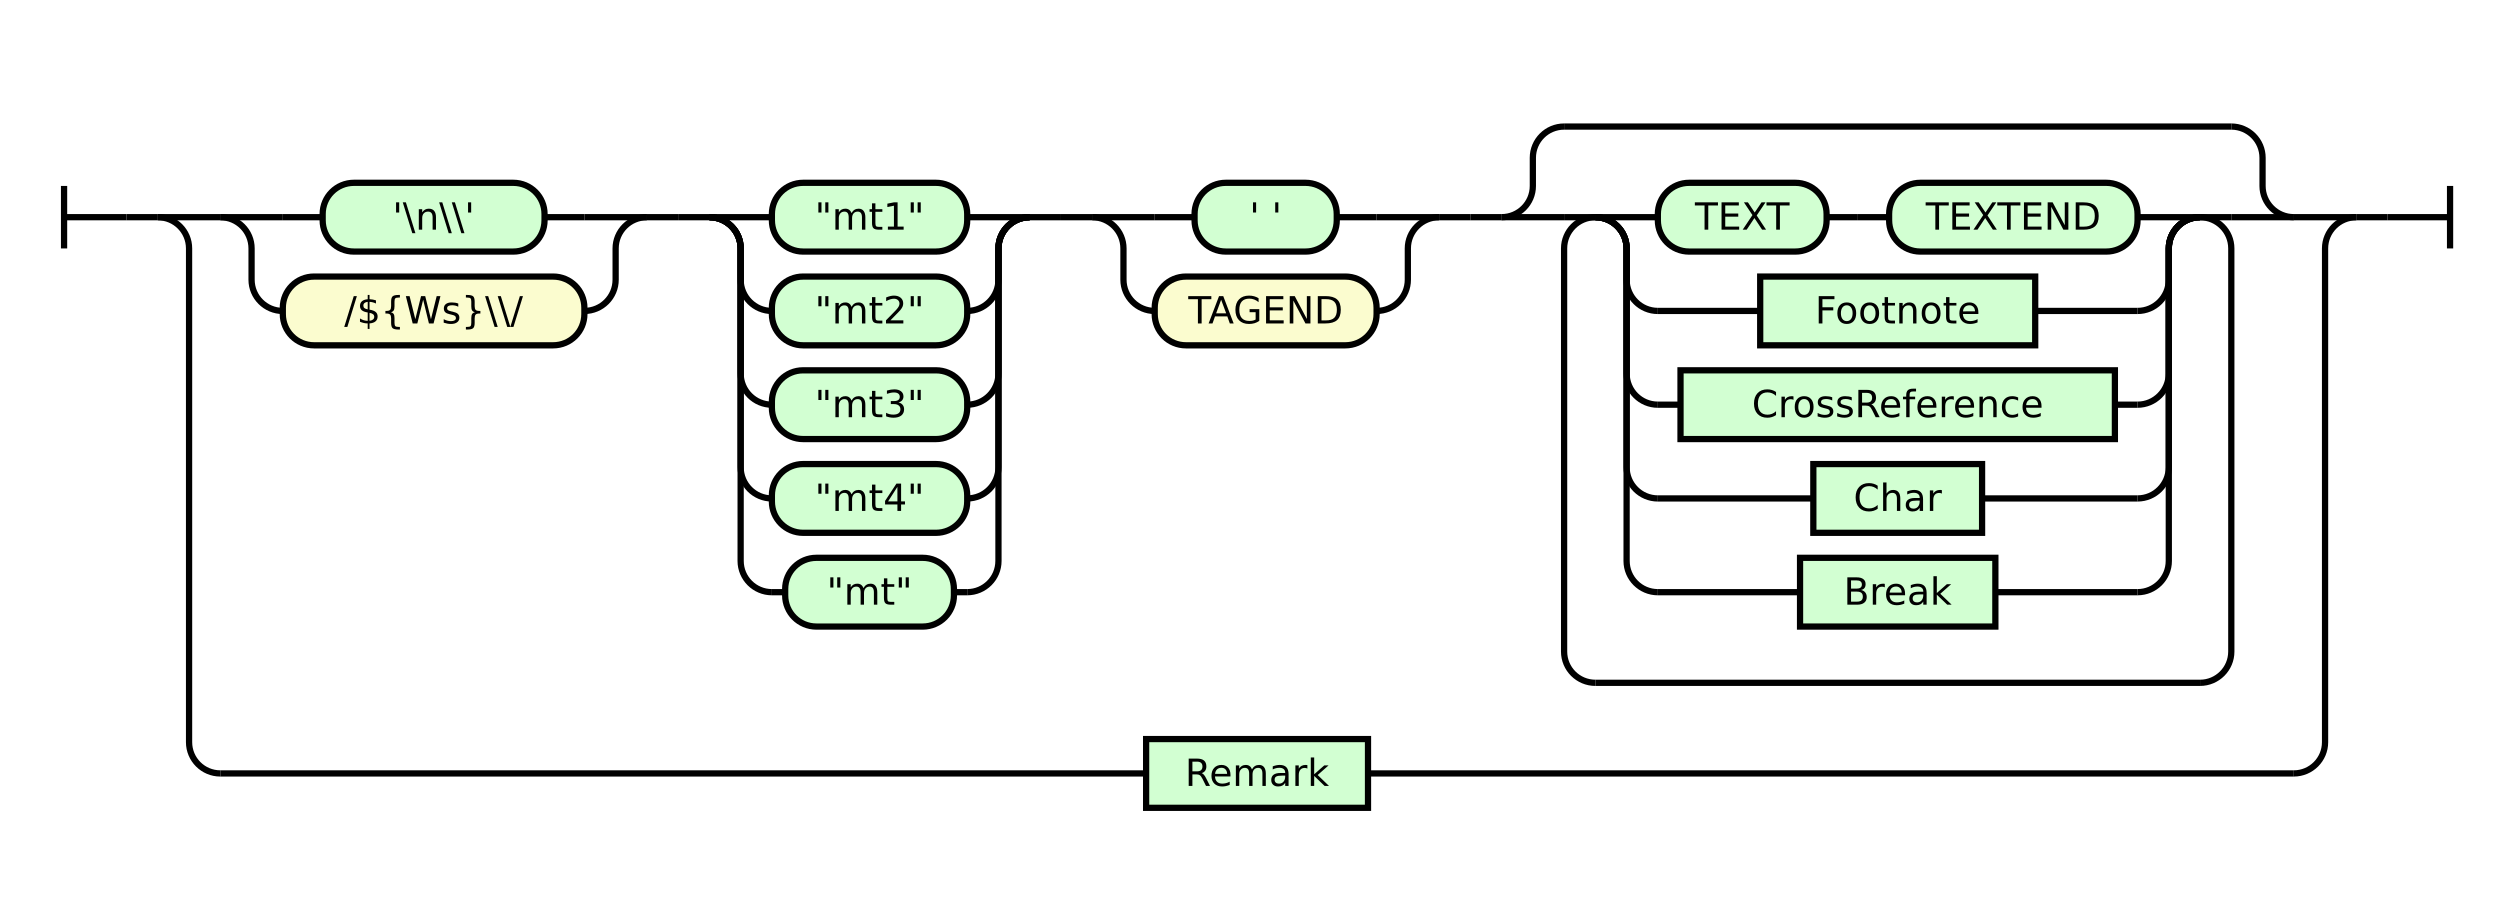 '\n\\'
/${Ws}\\/
"mt1"
"mt2"
"mt3"
"mt4"
"mt"
' '
TAGEND
TEXT
TEXTEND
Footnote
CrossReference
Char
Break
Remark